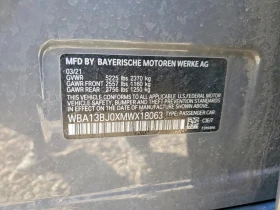 MFD BY BAYERISCHE MOTOREN WERKE AG
03/21
GVWR 5225 lbs 2370 kg
GAWR FRONT 2557 lbs 1160 kg
GAWR REAR 2756 lbs 1250 kg
THIS VEHICLE CONFORMS TO ALL APPLICABLE U.S. FEDERAL MOTOR
VEHICLE SAFETY, BUMPER, AND THEFT PREVENTION STANDARDS IN EFFECT
ON THE DATE OF MANUFACTURE SHOWN ABOVE.
WBA13BJ0XMWX18063 TYPE: PASSENGER CAR